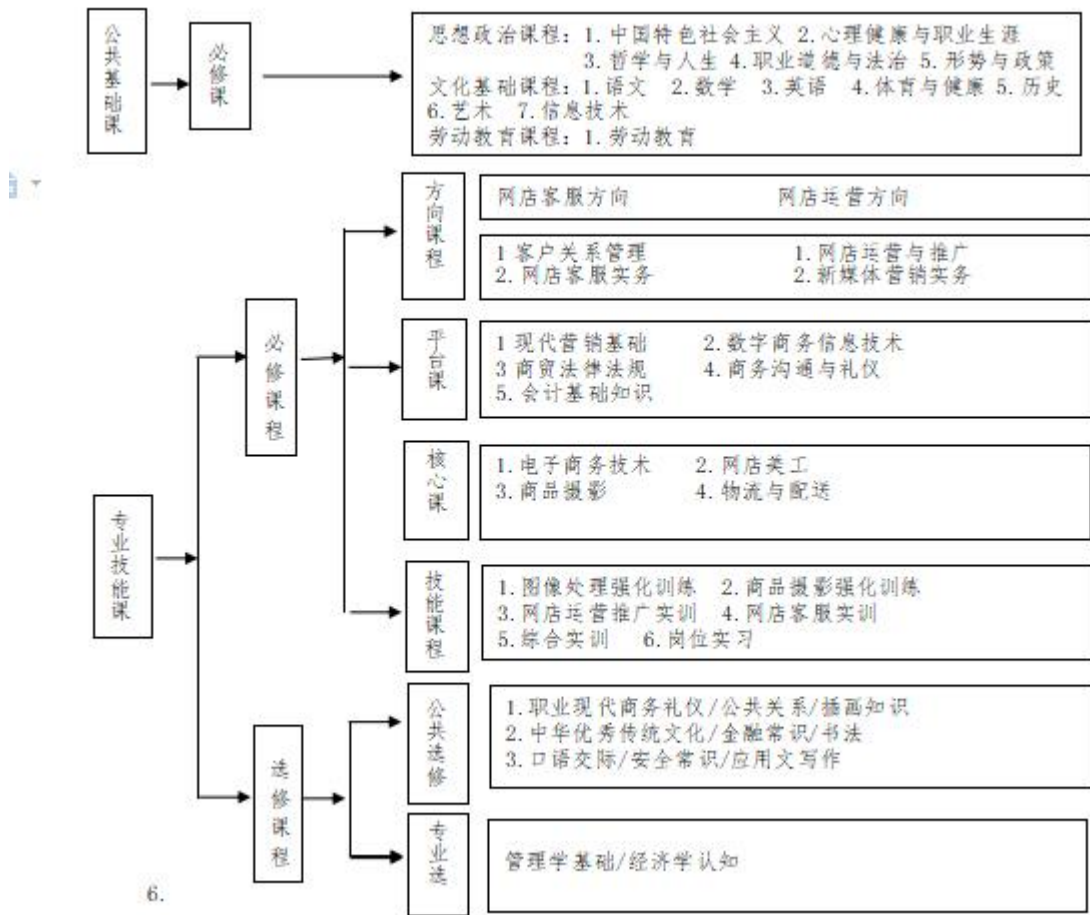 公共基础课
必修课
思想政治课程：1.中国特色社会主义 2.心理健康与职业生涯
3.哲学与人生 4.职业道德与法治 5.形势与政策
文化基础课程：1.语文 2.数学 3.英语 4.体育与健康 5.历史
6.艺术 7.信息技术
劳动教育课程：1.劳动教育
专业技能课
必修课程
方向课程
网店客服方向 网店运营方向
1 客户关系管理 1.网店运营与推广
2.网店客服实务 2.新媒体营销实务
平台课
1 现代营销基础 2.数字商务信息技术
3 商贸法律法规 4.商务沟通与礼仪
5.会计基础知识
核心课
1.电子商务技术 2.网店美工
3.商品摄影 4.物流与配送
技能课程
1.图像处理强化训练 2.商品摄影强化训练
3.网店运营推广实训 4.网店客服实训
5.综合实训 6.岗位实习
选修课程
公共选修
1.职业现代商务礼仪/公共关系/插画知识
2.中华优秀传统文化/金融常识/书法
3.口语交际/安全常识/应用文写作
专业选
管理学基础/经济学认知
6.